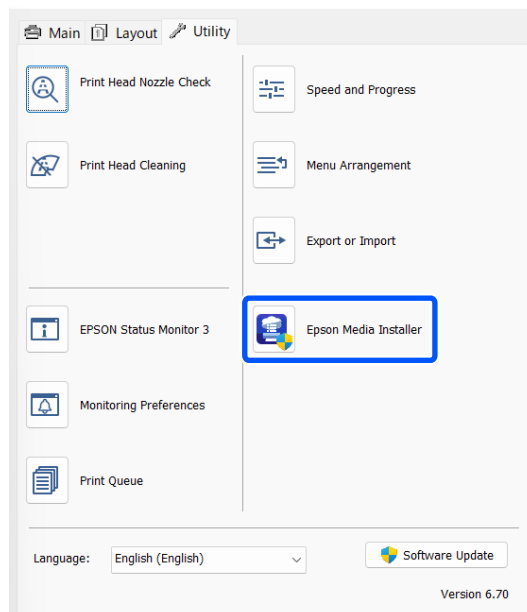 Main
Layout
Utility
Print Head Nozzle Check
Speed and Progress
Print Head Cleaning
Menu Arrangement
Export or Import
EPSON Status Monitor 3
Epson Media Installer
Monitoring Preferences
Print Queue
Language:
English (English)
Software Update
Version 6.70